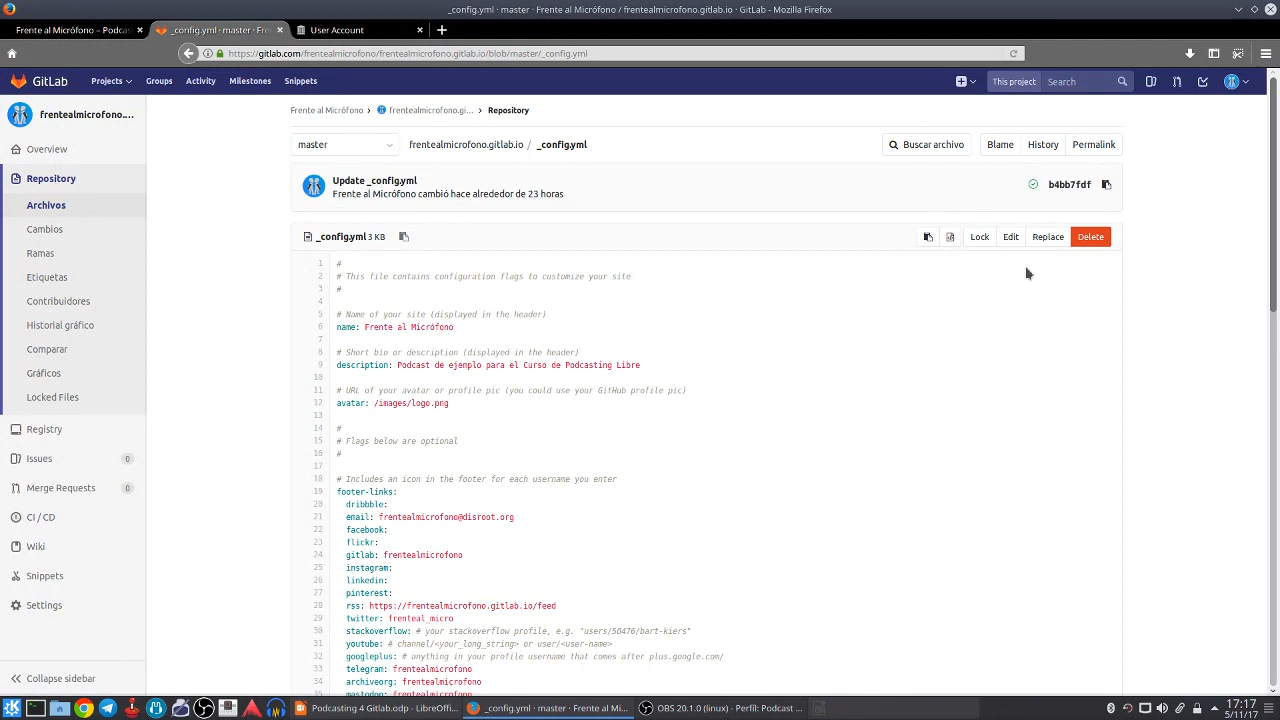 _config.yml · master · Frente al Micrófono / frentealmicrofono.gitlab.io · GitLab - Mozilla Firefox
Frente al Micrófono – Podcas
_config.yml · master · Fre
User Account
https://gitlab.com/frentealmicrofono/frentealmicrofono.gitlab.io/blob/master/_config.yml
GitLab
Projects
Groups
Activity
Milestones
Snippets
This project
Search
frentealmicrofono....
Overview
Repository
Archivos
Cambios
Ramas
Etiquetas
Contribuidores
Historial gráfico
Comparar
Gráficos
Locked Files
Registry
Issues 0
Merge Requests 0
CI / CD
Wiki
Snippets
Settings
Collapse sidebar
Frente al Micrófono > frentealmicrofono.gi... > Repository
master
frentealmicrofono.gitlab.io / _config.yml
Buscar archivo
Blame
History
Permalink
Update _config.yml
Frente al Micrófono cambió hace alrededor de 23 horas
b4bb7fdf
_config.yml 3 KB
Lock
Edit
Replace
Delete
1 #
2 # This file contains configuration flags to customize your site
3 #
4
5 # Name of your site (displayed in the header)
6 name: Frente al Micrófono
7
8 # Short bio or description (displayed in the header)
9 description: Podcast de ejemplo para el Curso de Podcasting Libre
10
11 # URL of your avatar or profile pic (you could use your GitHub profile pic)
12 avatar: /images/logo.png
13
14 #
15 # Flags below are optional
16 #
17
18 # Includes an icon in the footer for each username you enter
19 footer-links:
20 dribbble:
21 email: frentealmicrofono@disroot.org
22 facebook:
23 flickr:
24 gitlab: frentealmicrofono
25 instagram:
26 linkedin:
27 pinterest:
28 rss: https://frentealmicrofono.gitlab.io/feed
29 twitter: frenteal_micro
30 stackoverflow: # your stackoverflow profile, e.g. "users/50476/bart-kiers"
31 youtube: # channel/<your_long_string> or user/<user-name>
32 googleplus: # anything in your profile username that comes after plus.google.com/
33 telegram: frentealmicrofono
34 archiveorg: frentealmicrofono
35 mastodon: frentealmicrofono
Podcasting 4 Gitlab.odp - LibreOffi...
_config.yml · master · Frente al Mi...
OBS 20.1.0 (linux) - Perfil: Podcast ...
17:17
5/11/17